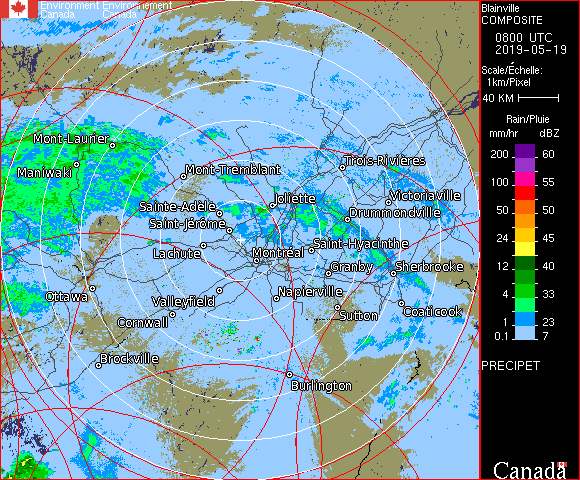 Environment Environnement
Canada Canada
Blainville
COMPOSITE
0800 UTC
2019-05-19
Scale/Échelle:
1km/Pixel
40 KM
Rain/Pluie
mm/hr dBZ
200 60
100 55
50 50
24 45
12 40
4 33
1 23
0.1 7
PRECIPET
Canada
Mont-Laurier
Maniwaki
Mont-Tremblant
Trois-Rivières
Sainte-Adèle
Joliette
Victoriaville
Drummondville
Saint-Jérôme
Lachute
Montréal
Saint-Hyacinthe
Granby
Sherbrooke
Ottawa
Valleyfield
Napierville
Cornwall
Sutton
Coaticook
Brockville
Burlington